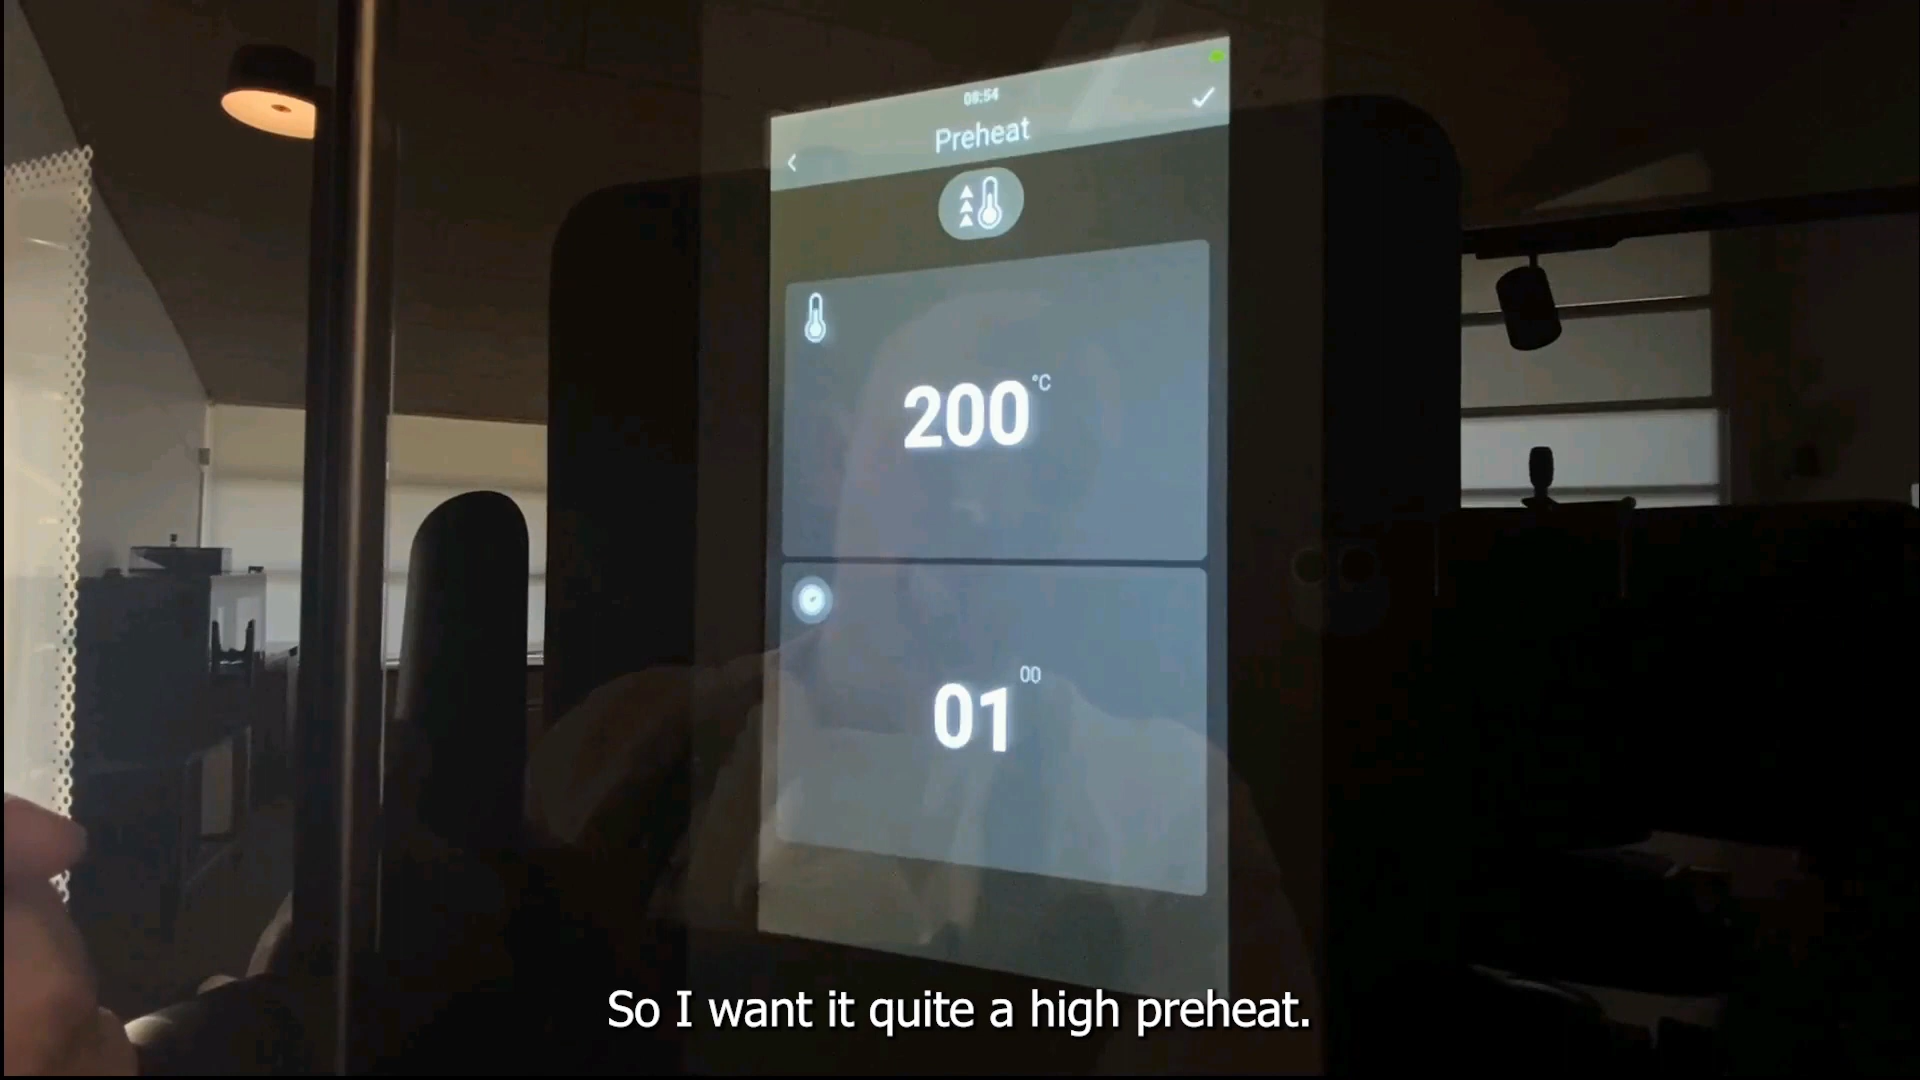 08:54
Preheat
200 °C
01 00
So I want it quite a high preheat.